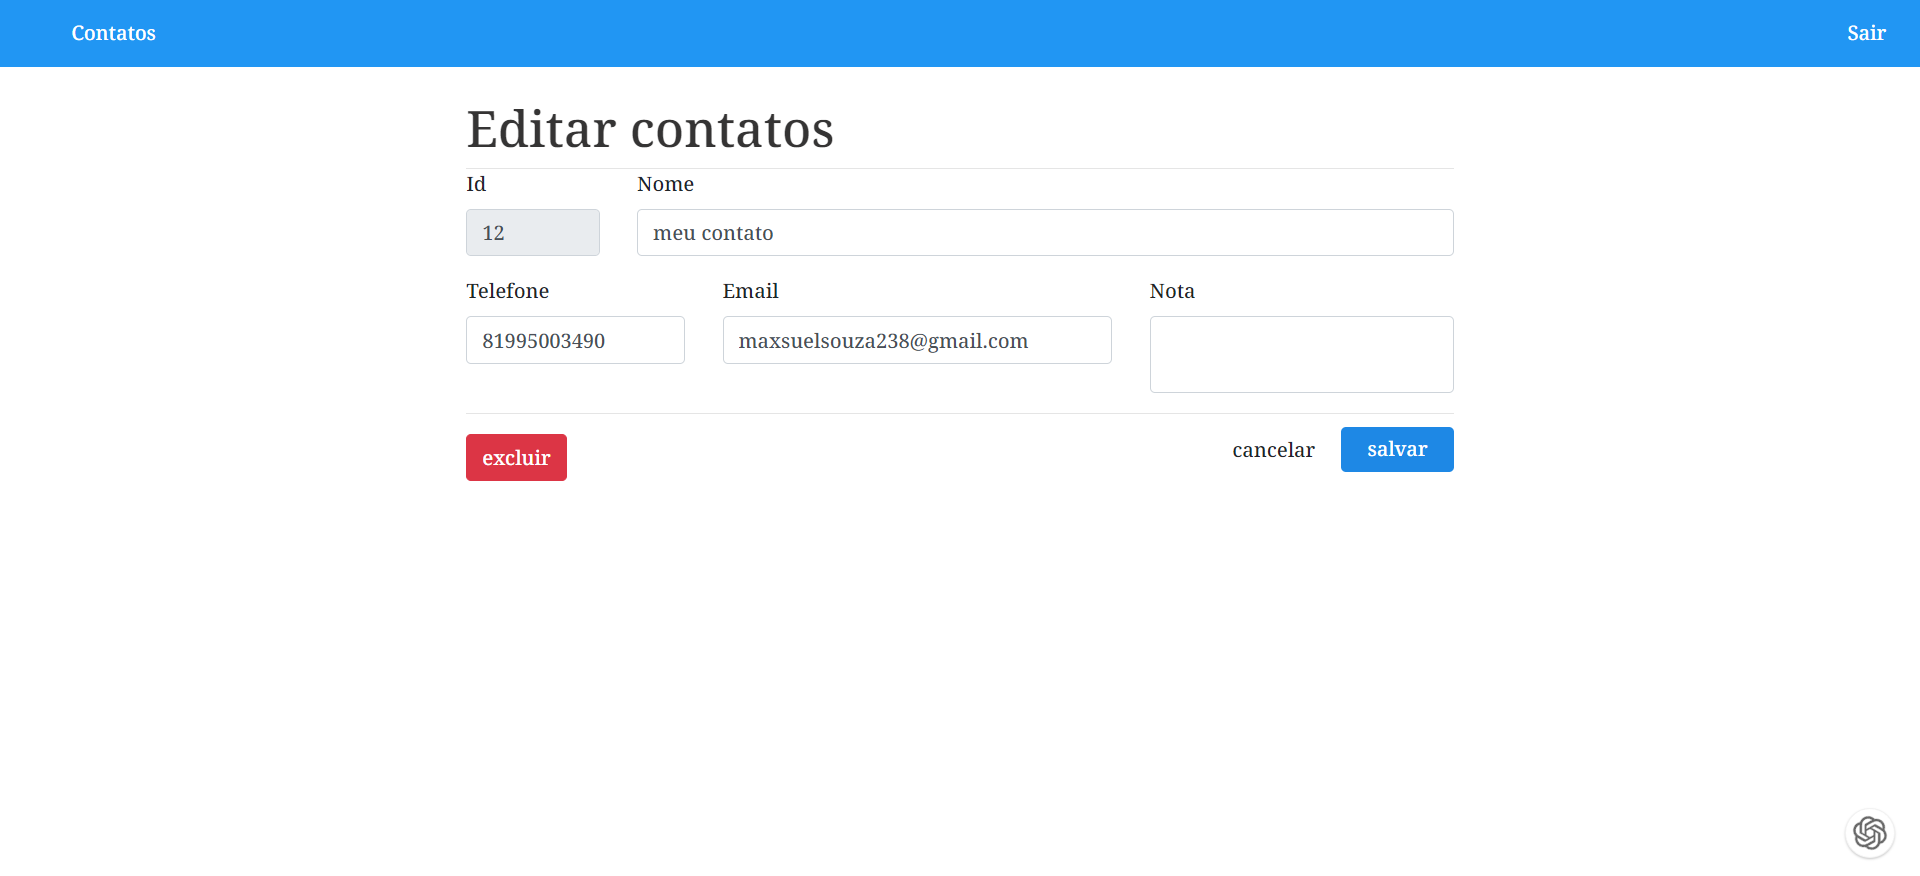 Contatos Sair
Editar contatos
Id Nome
12 meu contato
Telefone Email Nota
81995003490 maxsuelsouza238@gmail.com
excluir cancelar salvar